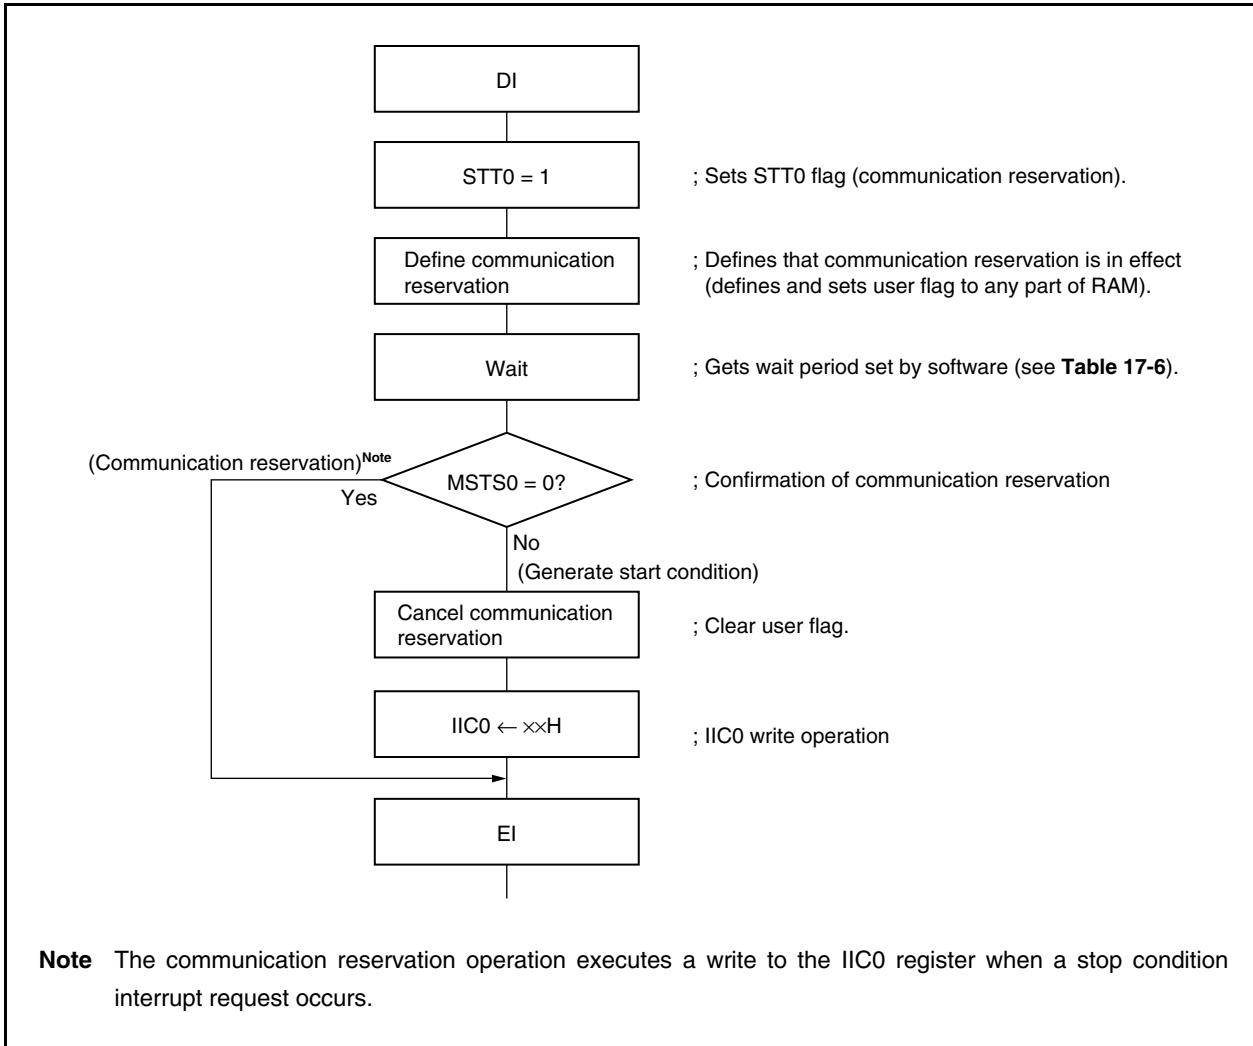 DI
STT0 = 1
; Sets STT0 flag (communication reservation).
Define communication
reservation
; Defines that communication reservation is in effect
(defines and sets user flag to any part of RAM).
Wait
; Gets wait period set by software (see Table 17-6).
(Communication reservation)Note
Yes
MSTS0 = 0?
; Confirmation of communication reservation
No
(Generate start condition)
Cancel communication
reservation
; Clear user flag.
IIC0 ← ××H
; IIC0 write operation
EI
Note The communication reservation operation executes a write to the IIC0 register when a stop condition
interrupt request occurs.